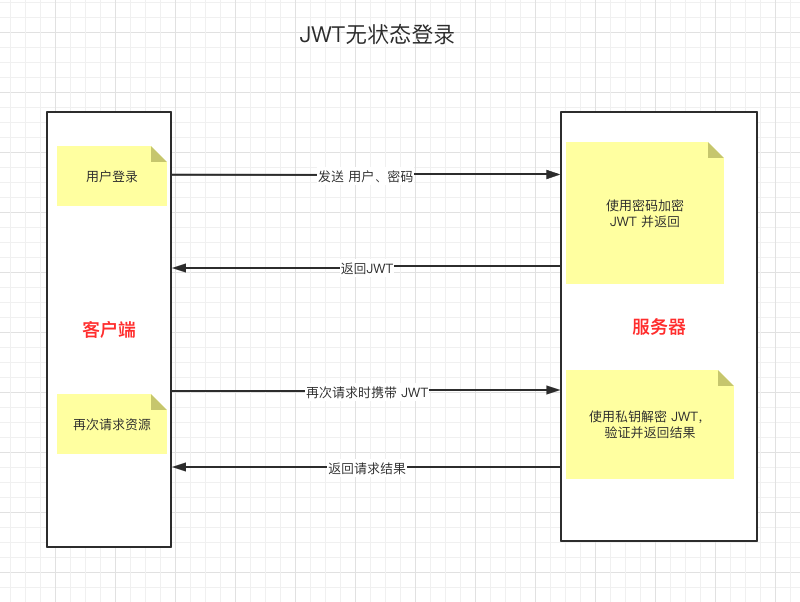 JWT无状态登录
用户登录
发送 用户、密码
使用密码加密
JWT 并返回
返回JWT
客户端
服务器
再次请求时携带 JWT
再次请求资源
使用私钥解密 JWT，
验证并返回结果
返回请求结果